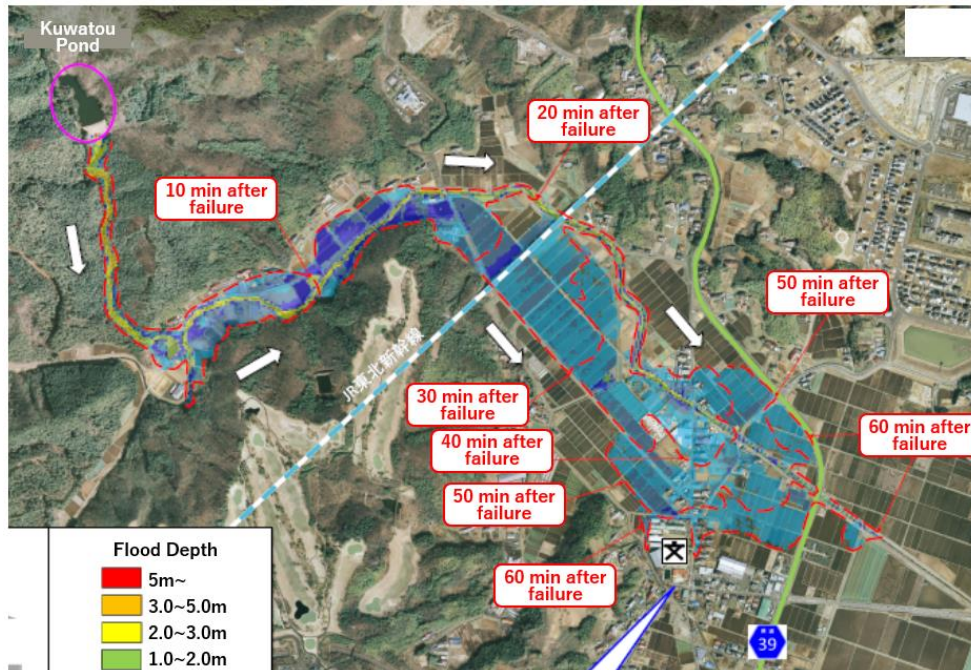 Kuwatou
Pond
20 min after
failure
10 min after
failure
50 min after
failure
JR東北新幹線
30 min after
failure
40 min after
failure
60 min after
failure
50 min after
failure
60 min after
failure
Flood Depth
5m~
3.0~5.0m
2.0~3.0m
1.0~2.0m
文
39